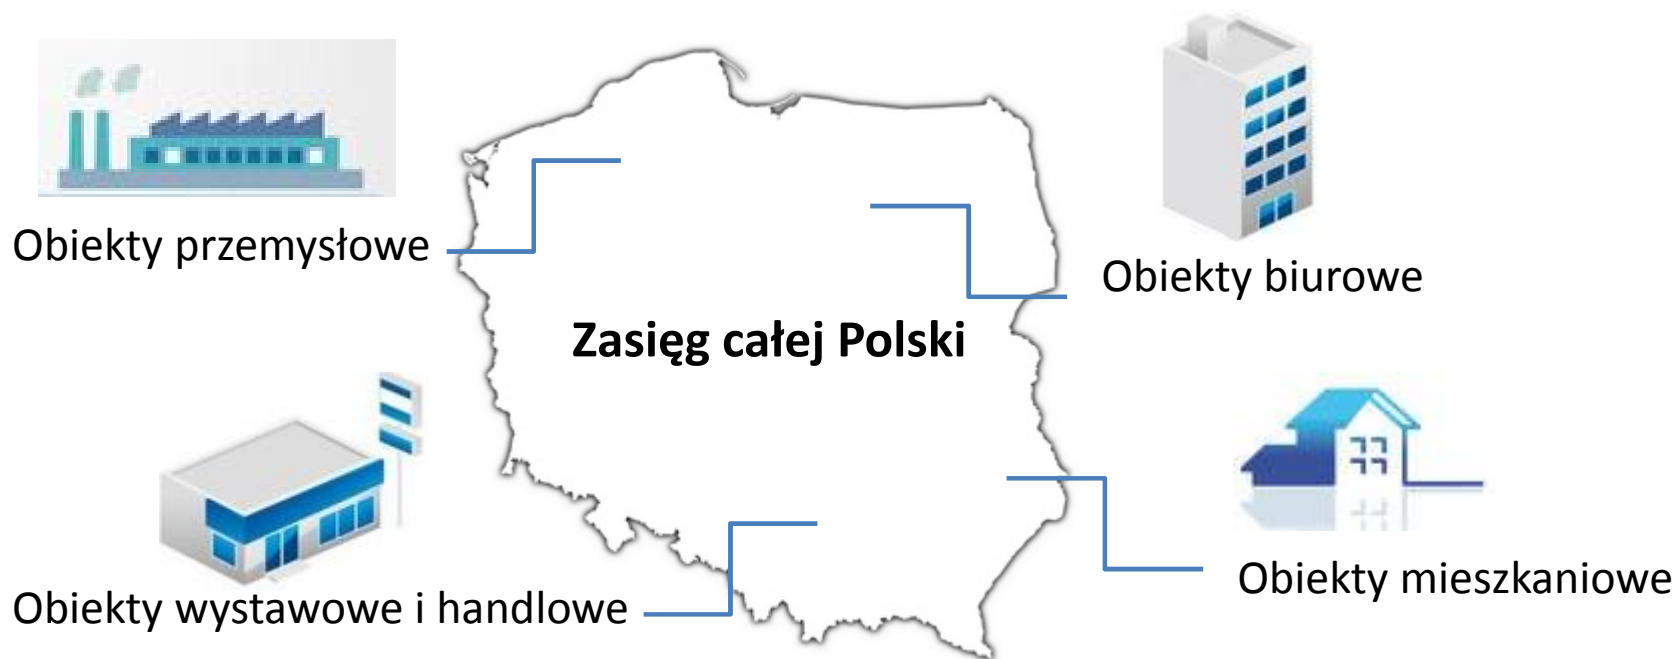 Obiekty przemysłowe
Obiekty biurowe
Zasięg całej Polski
Obiekty wystawowe i handlowe
Obiekty mieszkaniowe